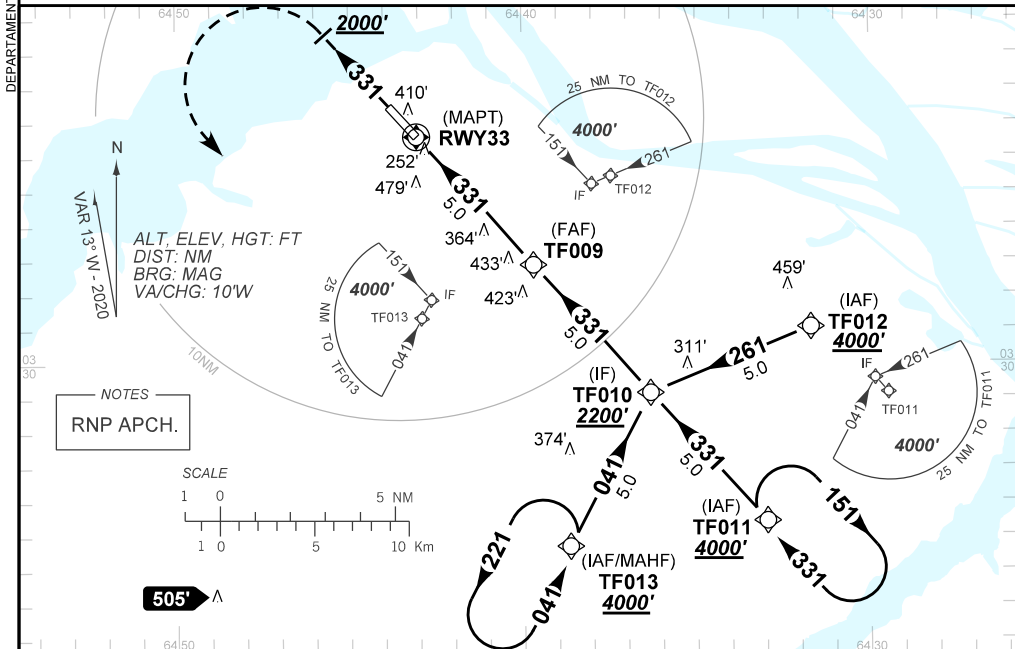 DEPARTAMENT
64 50
64 40
64 30
2000'
331
410'
(MAPT)
RWY33
252'
479'
25 NM TO TF012
4000'
151
261
IF
TF012
N
VAR 13° W - 2020
ALT, ELEV, HGT: FT
DIST: NM
BRG: MAG
VA/CHG: 10'W
331
5.0
364'
(FAF)
TF009
433'
423'
151
4000'
IF
TF013
041
25 NM TO TF013
10NM
459'
(IAF)
TF012
4000'
331
5.0
311'
261
5.0
03
30
03
30
(IF)
TF010
2200'
IF
261
TF011
041
4000'
25 NM TO TF011
NOTES
RNP APCH.
374'
041
5.0
331
5.0
SCALE
1 0 5 NM
1 0 5 10 Km
(IAF)
TF011
4000'
151
331
221
041
(IAF/MAHF)
TF013
4000'
505'
64 50
64 30